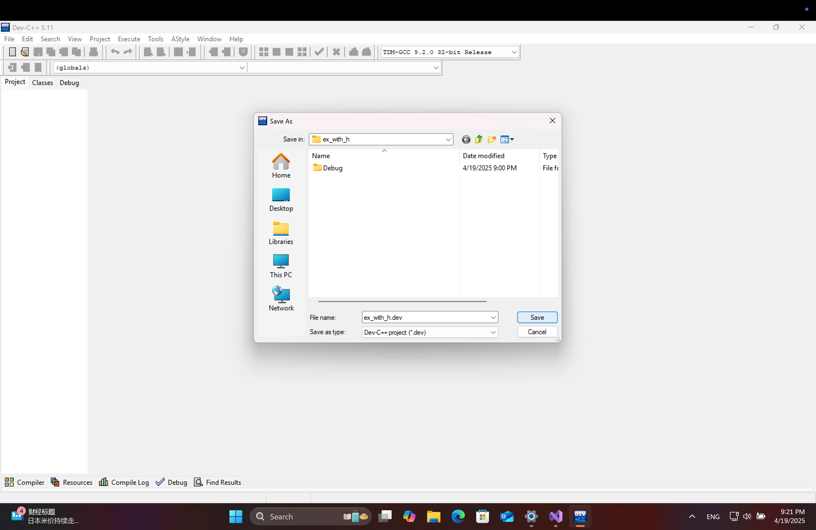 Dev-C++ 5.11
File Edit Search View Project Execute Tools AStyle Window Help
TDM-GCC 9.2.0 32-bit Release
(globals)
Project Classes Debug
Save As
Save in: ex_with_h
Name Date modified Type
Debug 4/19/2025 9:00 PM File f
Home
Desktop
Libraries
This PC
Network
File name: ex_with_h.dev Save
Save as type: Dev-C++ project (*.dev) Cancel
Compiler Resources Compile Log Debug Find Results
4
财经标题
日本米价持续走...
Search
ENG
9:21 PM
4/19/2025